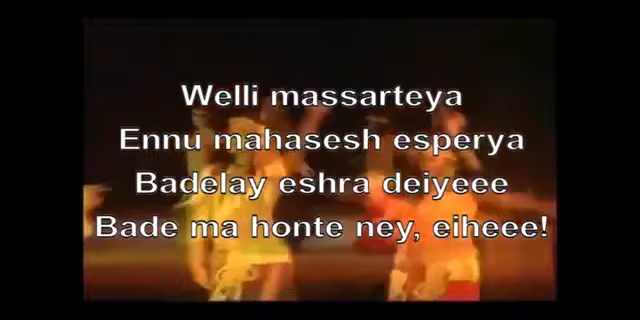 Welli massarteya
Ennu mahasesh esperya
Badelay eshra deiyeee
Bade ma honte ney, eiheee!